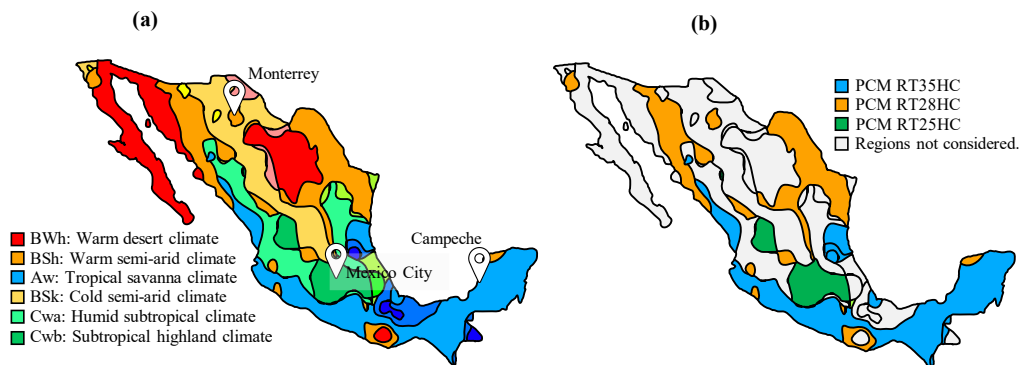 (a)
(b)
Monterrey
PCM RT35HC
PCM RT28HC
PCM RT25HC
Regions not considered.
BWh: Warm desert climate
BSh: Warm semi-arid climate
Aw: Tropical savanna climate
BSk: Cold semi-arid climate
Cwa: Humid subtropical climate
Cwb: Subtropical highland climate
Campeche
Mexico City